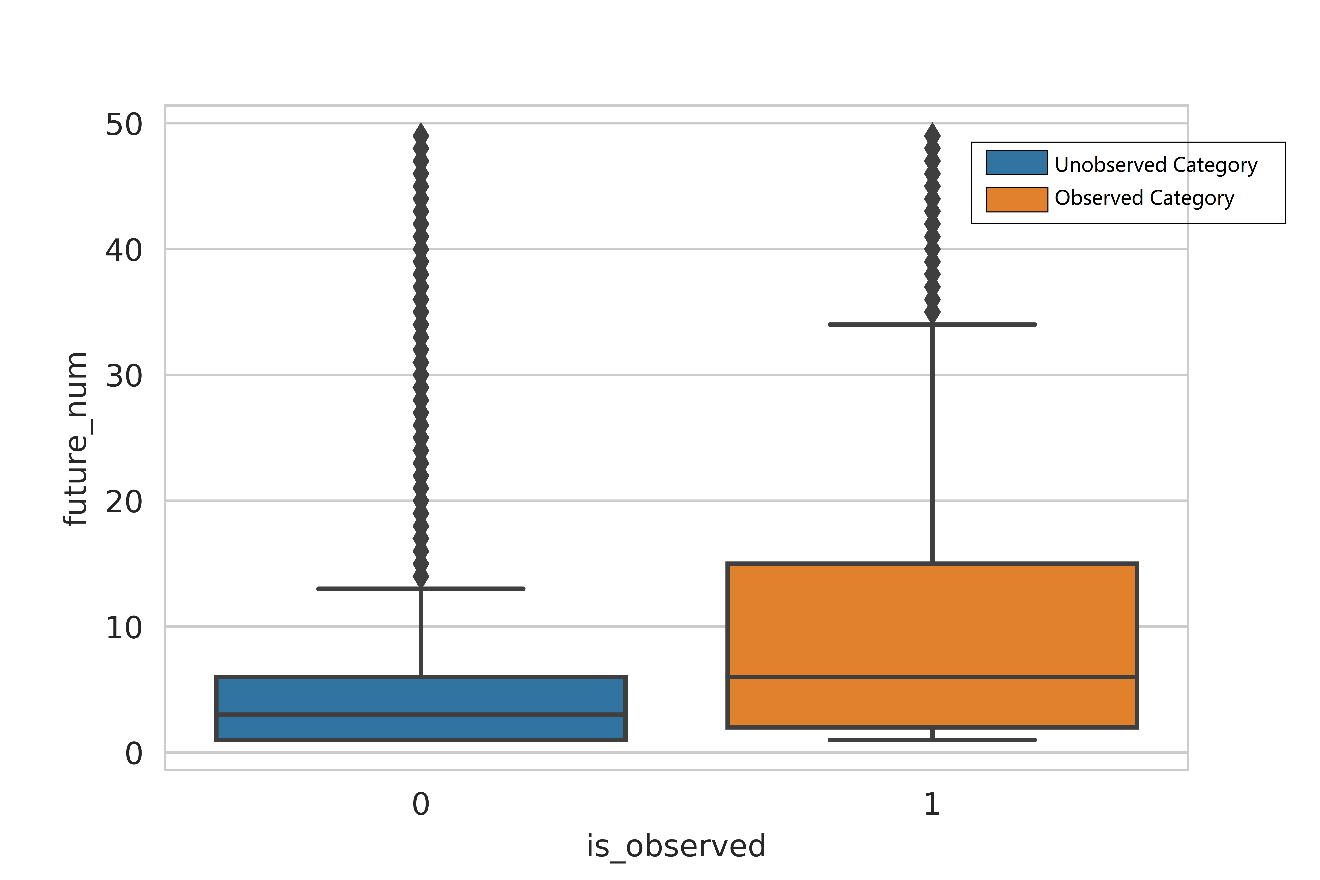 50
40
30
20
10
0
future_num
Unobserved Category
Observed Category
0 1
is_observed